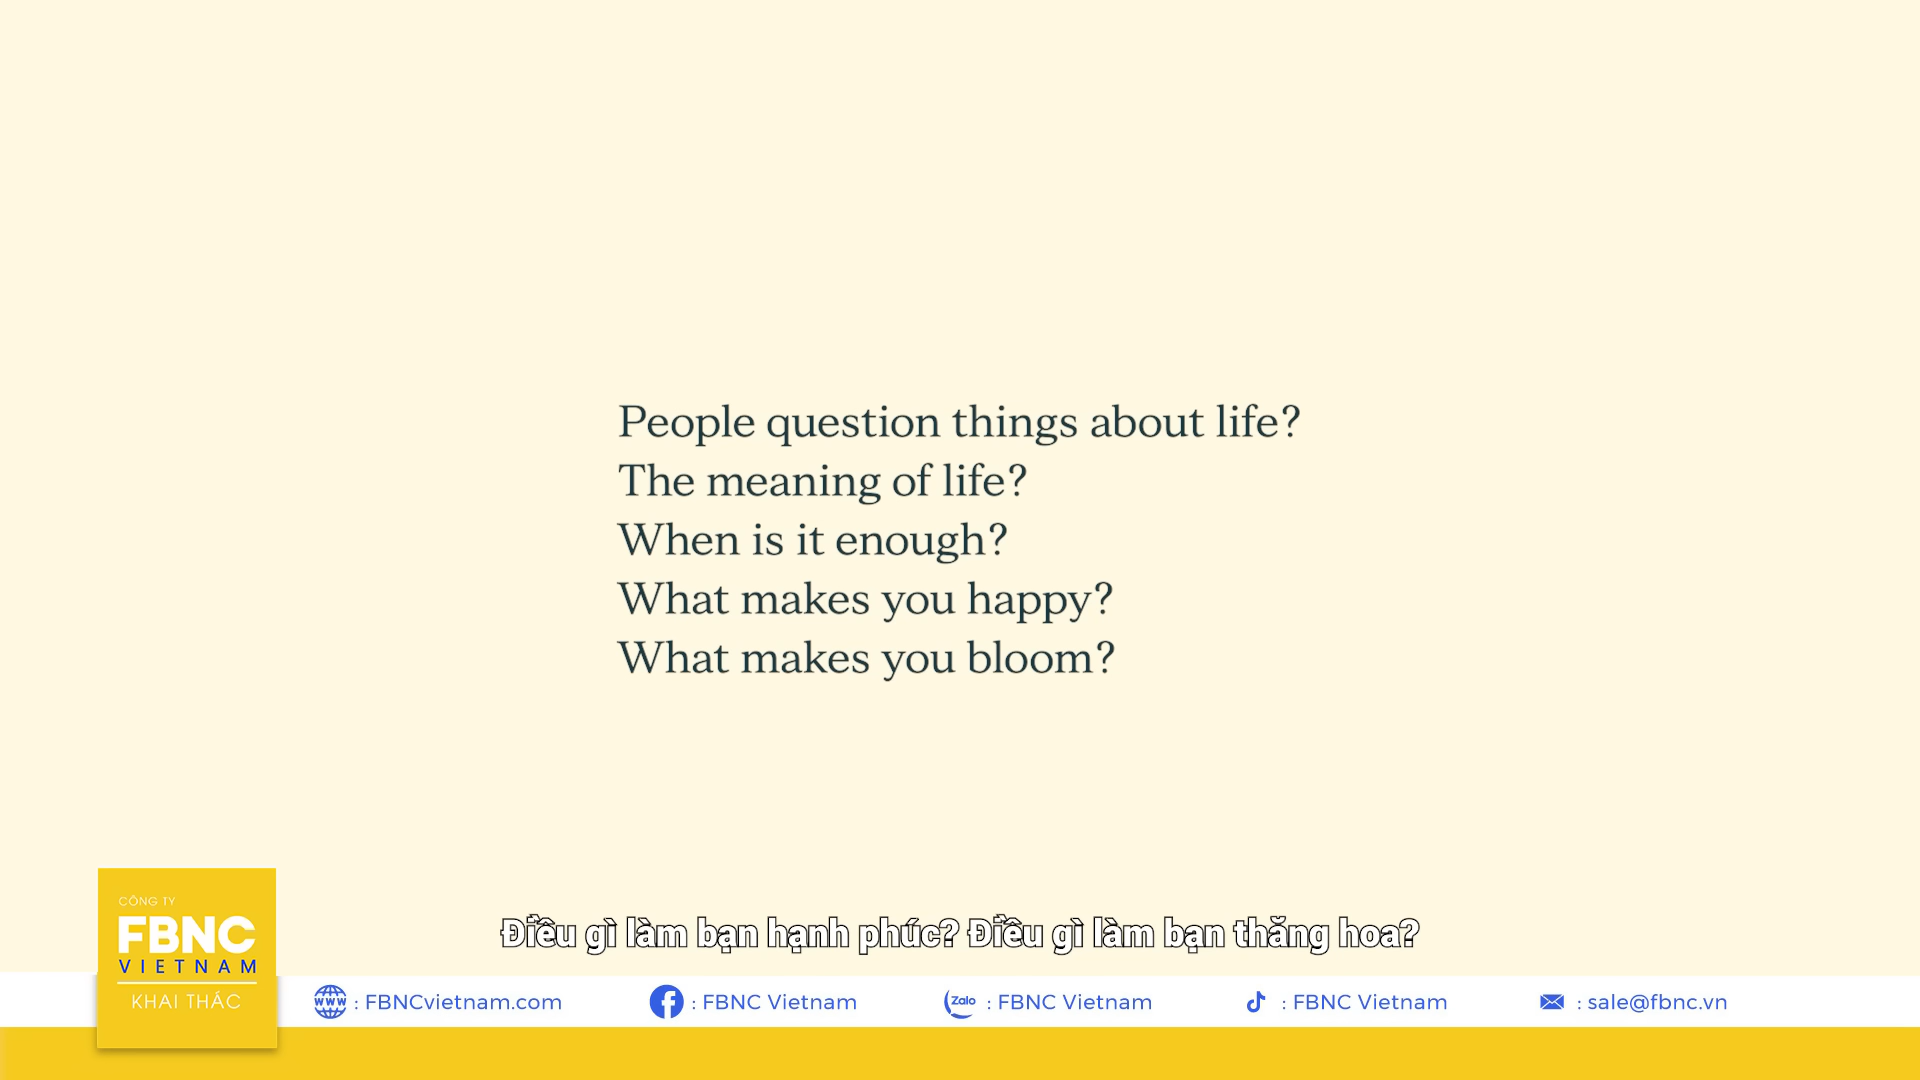 People question things about life?
The meaning of life?
When is it enough?
What makes you happy?
What makes you bloom?
Điều gì làm bạn hạnh phúc? Điều gì làm bạn thăng hoa?
CÔNG TY
FBNC
VIETNAM
KHAI THÁC
www : FBNCvietnam.com
: FBNC Vietnam
Zalo : FBNC Vietnam
: FBNC Vietnam
: sale@fbnc.vn